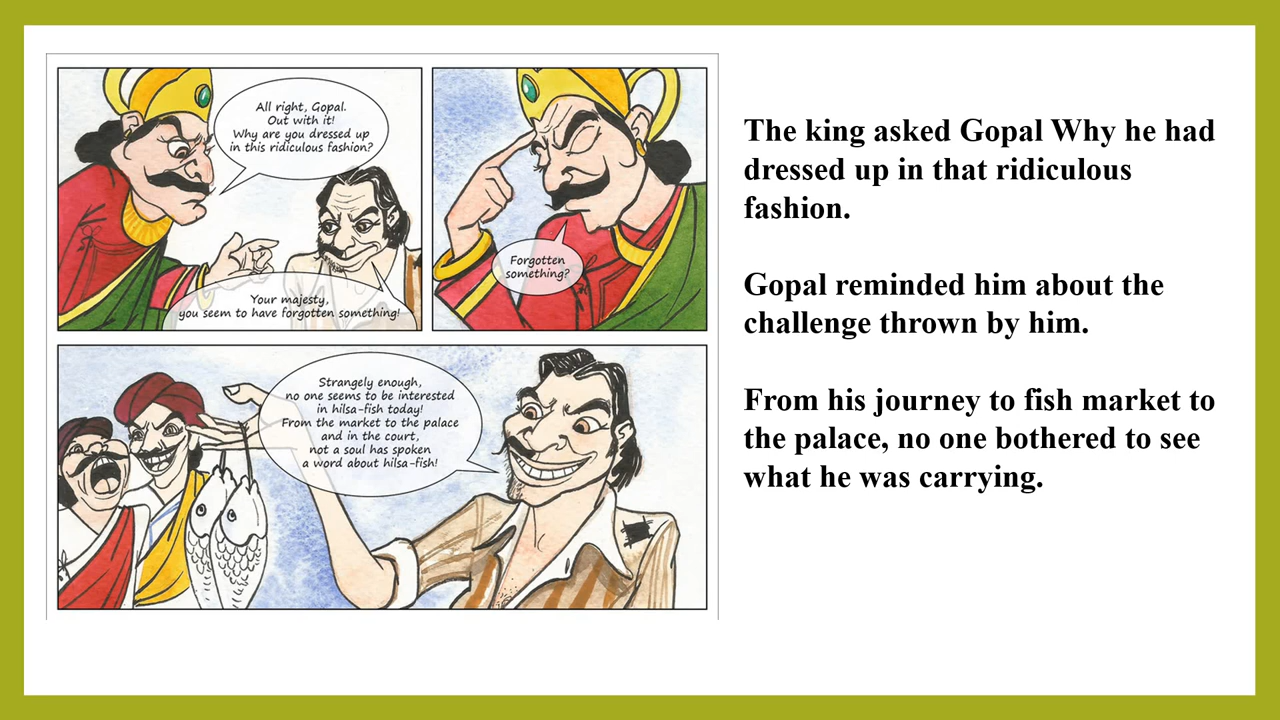 All right, Gopal.
Out with it!
Why are you dressed up
in this ridiculous fashion?
Your majesty,
you seem to have forgotten something!
Forgotten
something?
Strangely enough,
no one seems to be interested
in hilsa-fish today!
From the market to the palace
and in the court,
not a soul has spoken
a word about hilsa-fish!
The king asked Gopal Why he had
dressed up in that ridiculous
fashion.
Gopal reminded him about the
challenge thrown by him.
From his journey to fish market to
the palace, no one bothered to see
what he was carrying.